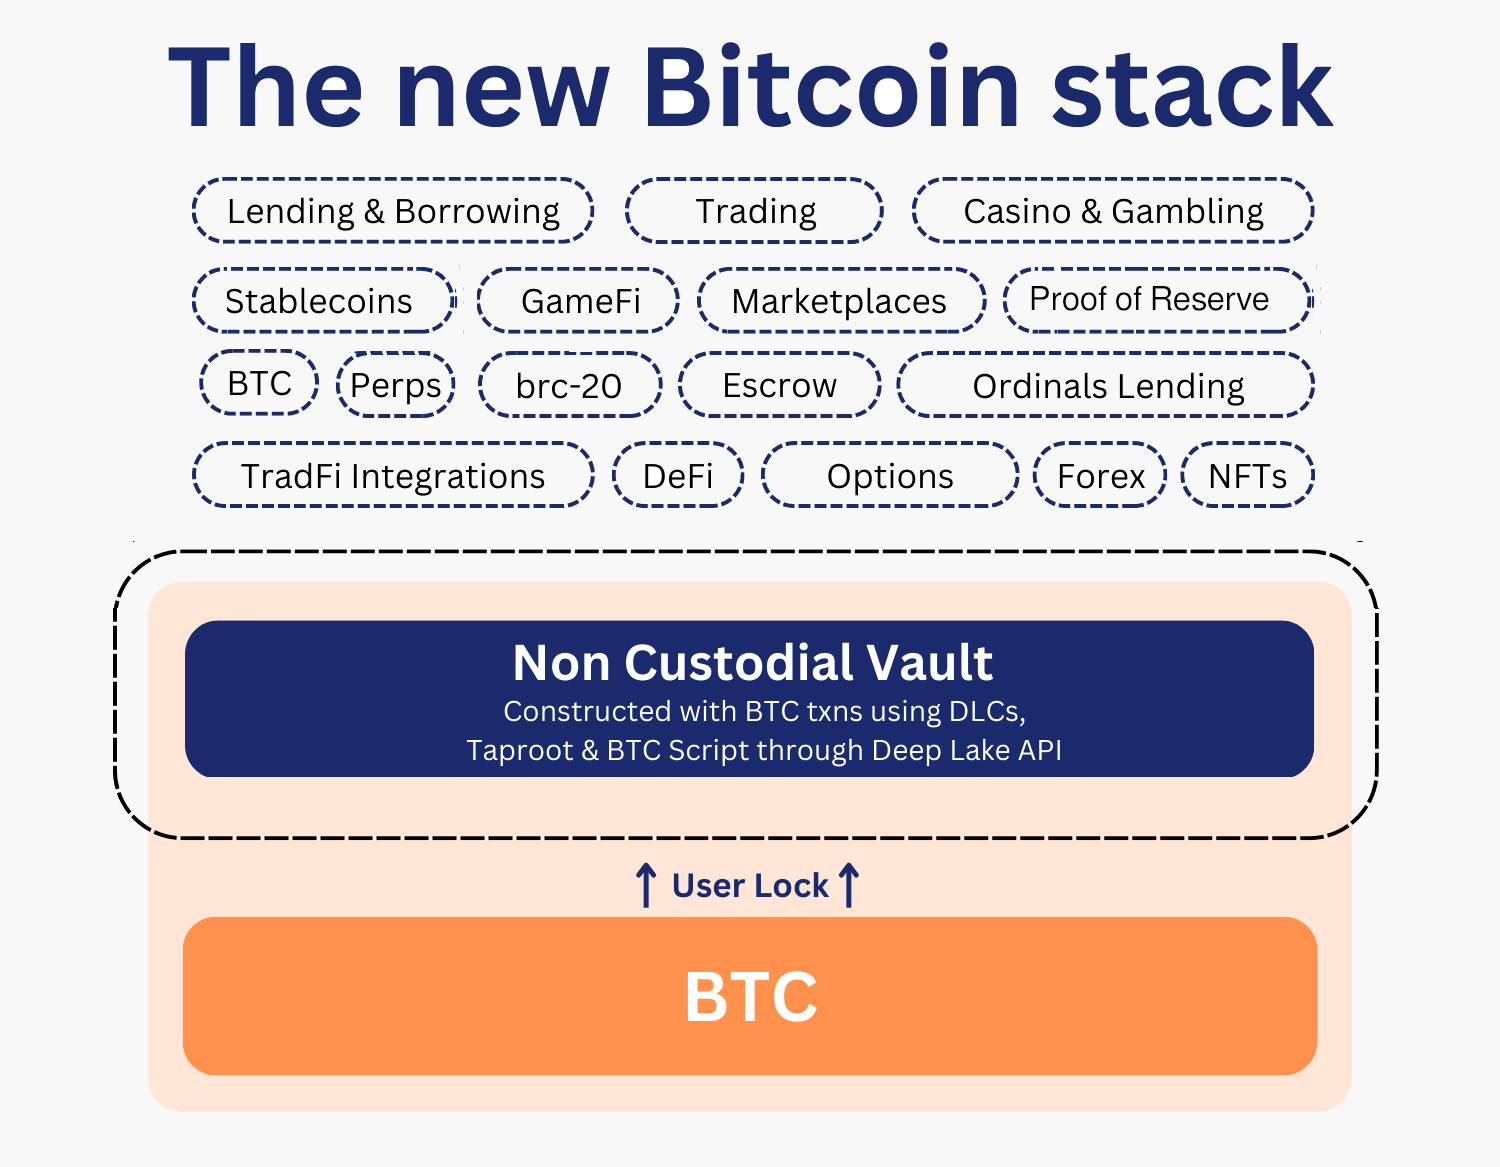 The new Bitcoin stack
Lending & Borrowing
Trading
Casino & Gambling
Stablecoins
GameFi
Marketplaces
Proof of Reserve
BTC
Perps
brc-20
Escrow
Ordinals Lending
TradFi Integrations
DeFi
Options
Forex
NFTs
Non Custodial Vault
Constructed with BTC txns using DLCs,
Taproot & BTC Script through Deep Lake API
User Lock
BTC